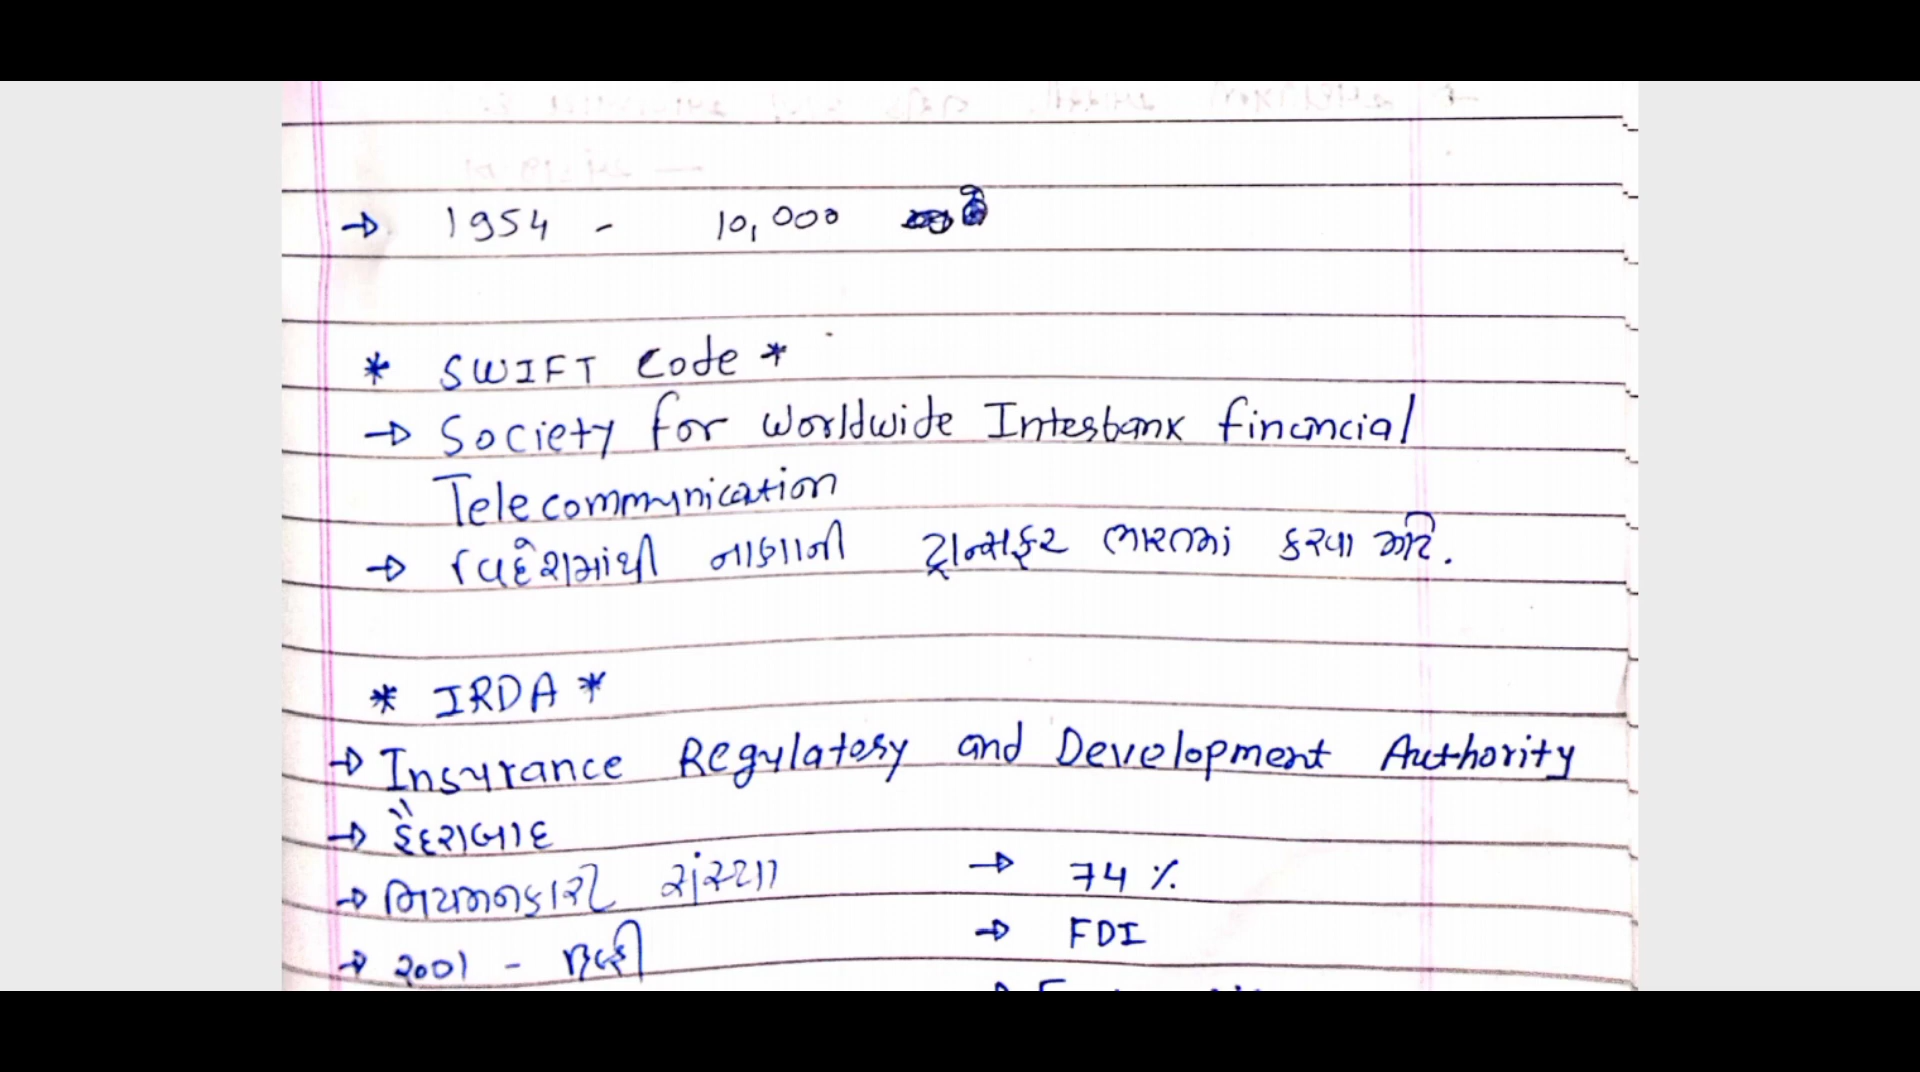 → 1954 - 10,000
* SWIFT Code *
→ Society for Worldwide Interbank financial
Telecommunication
→ વિદેશમાંથી નાણાની ટ્રાન્સફર ભારતમાં કરવા માટે.
* IRDA *
→ Insurance Regulatory and Development Authority
→ હૈદરાબાદ
→ નિયમનકારી સંસ્થા → 74 %
→ 2001 - → FDI